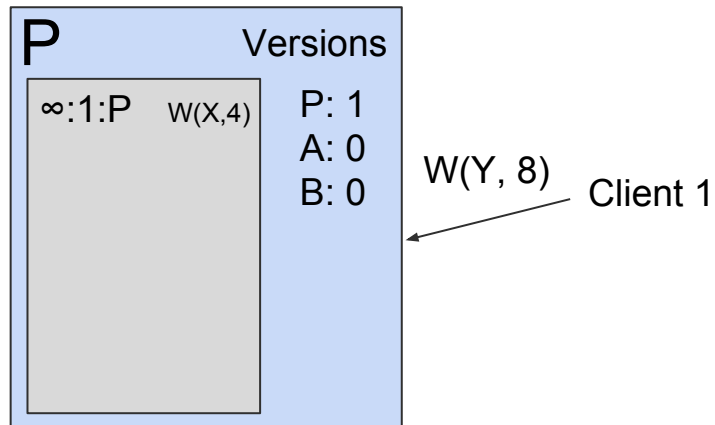 P
Versions
∞:1:P W(X,4)
P: 1
A: 0
B: 0
W(Y, 8)
Client 1